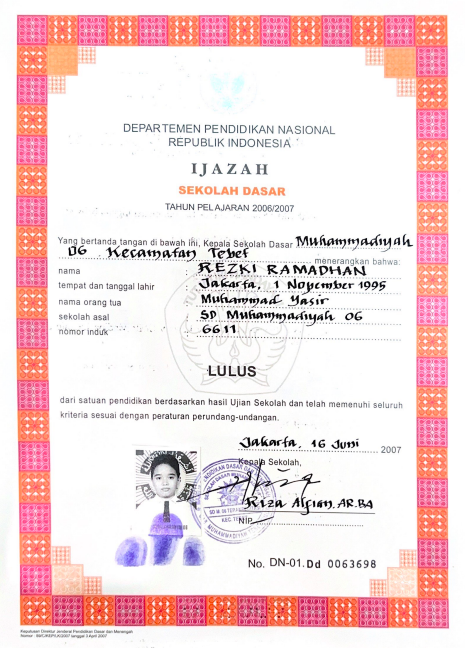 DEPARTEMEN PENDIDIKAN NASIONAL
REPUBLIK INDONESIA
IJAZAH
SEKOLAH DASAR
TAHUN PELAJARAN 2006/2007
Yang bertanda tangan di bawah ini, Kepala Sekolah Dasar Muhammadiyah
06 Kecamatan Tebet menerangkan bahwa:
nama REZKI RAMADHAN
tempat dan tanggal lahir Jakarta, 1 Nopember 1995
nama orang tua Muhammad Yasir
sekolah asal SD Muhammadiyah 06
nomor induk 6611
LULUS
dari satuan pendidikan berdasarkan hasil Ujian Sekolah dan telah memenuhi seluruh
kriteria sesuai dengan peraturan perundang-undangan.
Jakarta, 16 Juni 2007
Kepala Sekolah,
Riza Alfian, AR.BA
NIP.
No. DN-01.Dd 0063698
Keputusan Direktur Jenderal Pendidikan Dasar dan Menengah
tanggal 3 April 2007